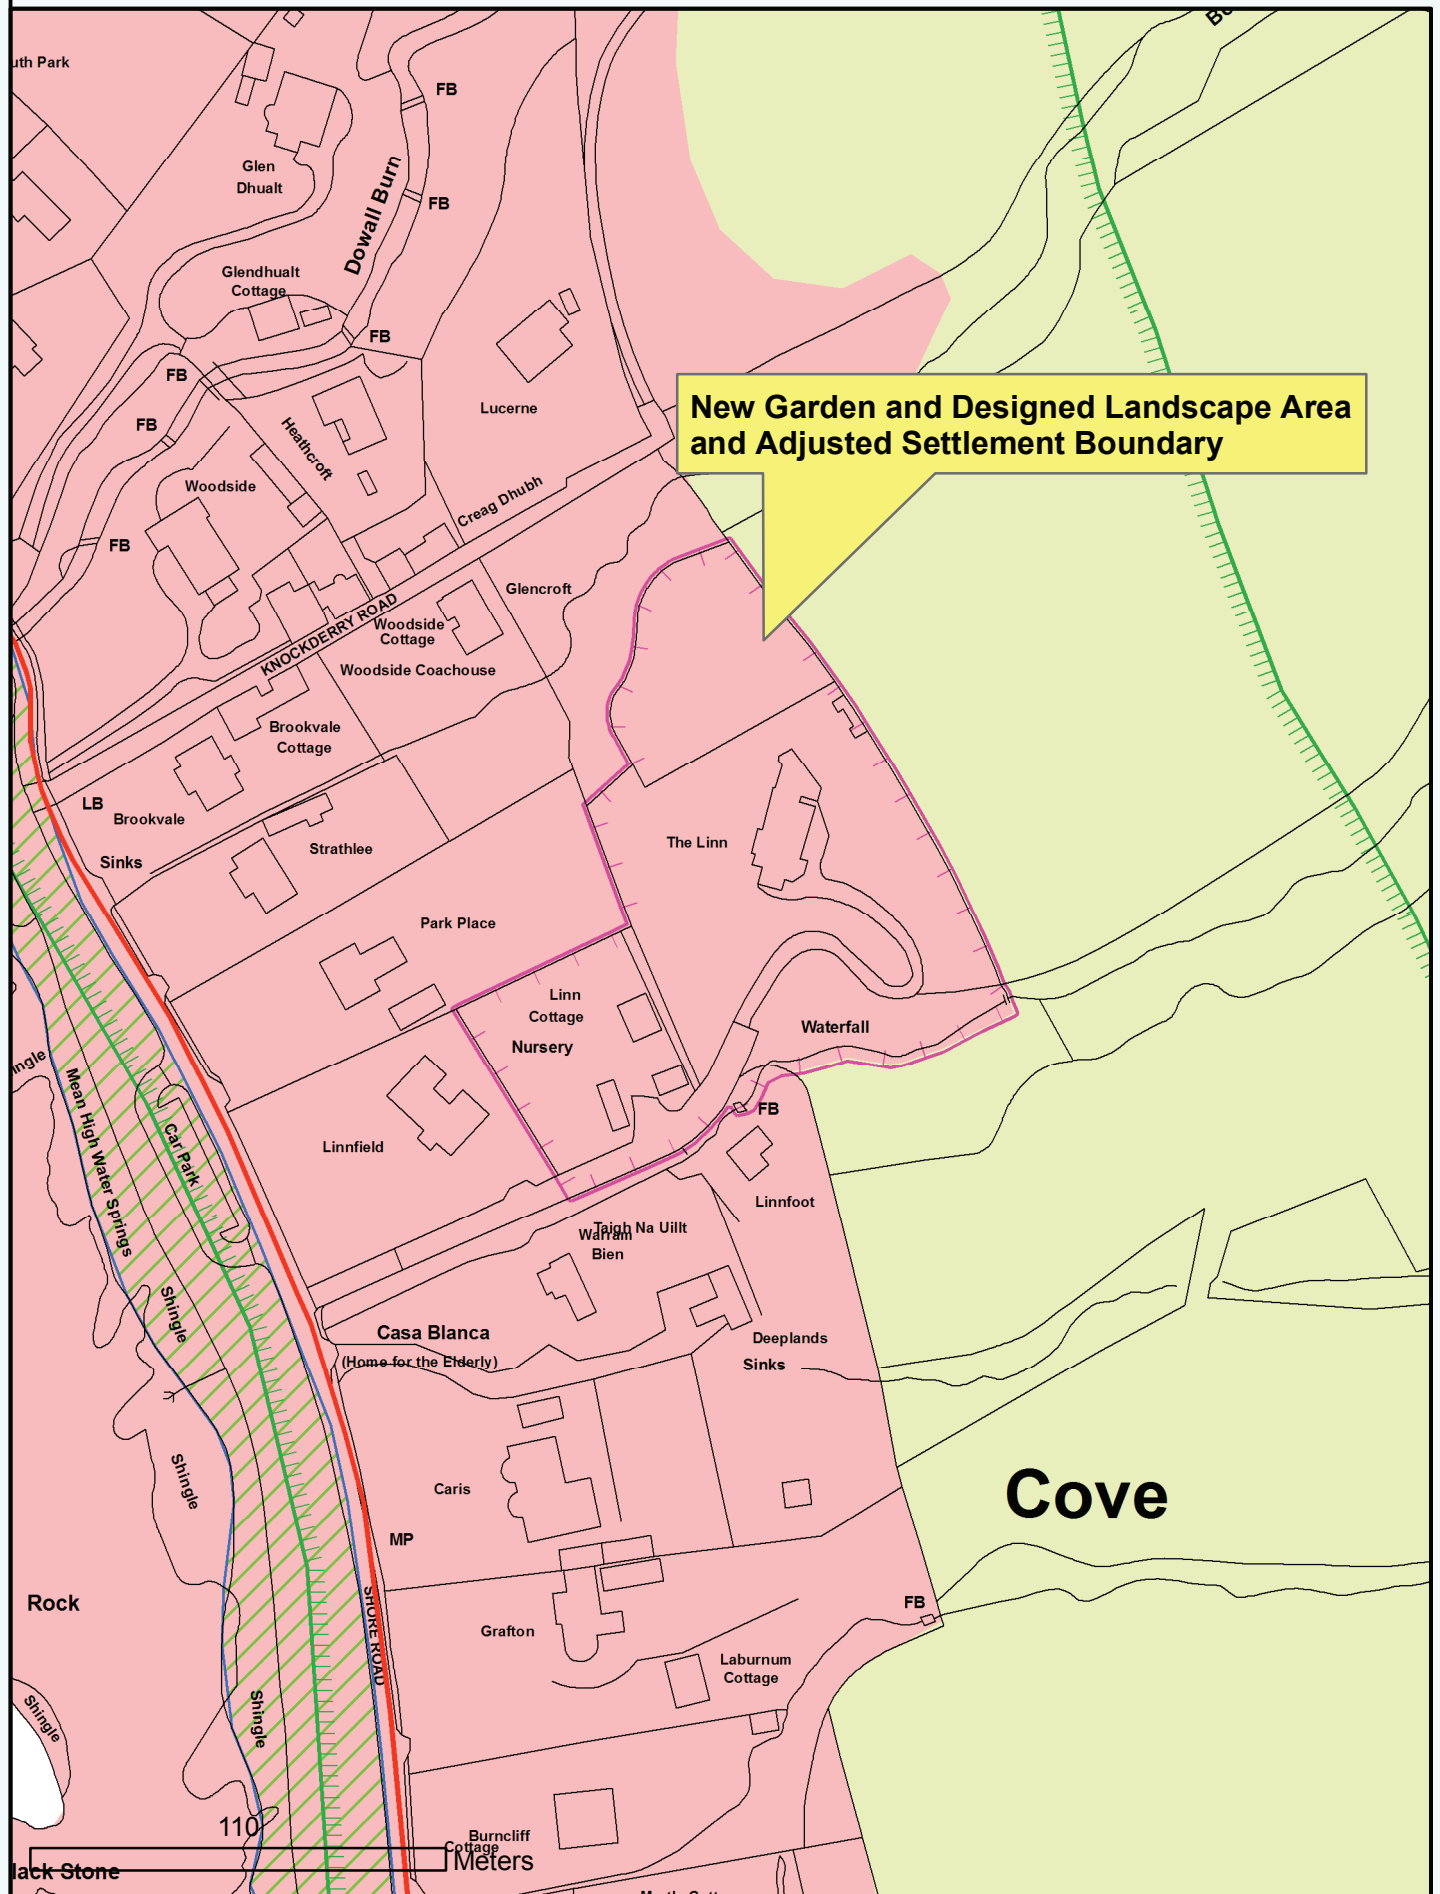 uth Park
FB
Glen
Dhualt
Dowall Burn
FB
Glendhualt
Cottage
FB
FB
New Garden and Designed Landscape Area
and Adjusted Settlement Boundary
Lucerne
FB
Heathcroft
Woodside
Creag Dhubh
FB
Glencroft
KNOCKDERRY ROAD
Woodside
Cottage
Woodside Coachouse
Brookvale
Cottage
LB
Brookvale
Strathlee
The Linn
Sinks
Park Place
Linn
Cottage
Waterfall
Nursery
ingle
Mean High Water Springs
Car Park
FB
Linnfield
Linnfoot
Taigh Na Uillt
Warram
Bien
Shingle
Casa Blanca
(Home for the Elderly)
Deeplands
Sinks
Shingle
Caris
Cove
MP
Rock
SHORE ROAD
FB
Grafton
Laburnum
Cottage
Shingle
Shingle
110
Burncliff
Cottage
Meters
lack Stone